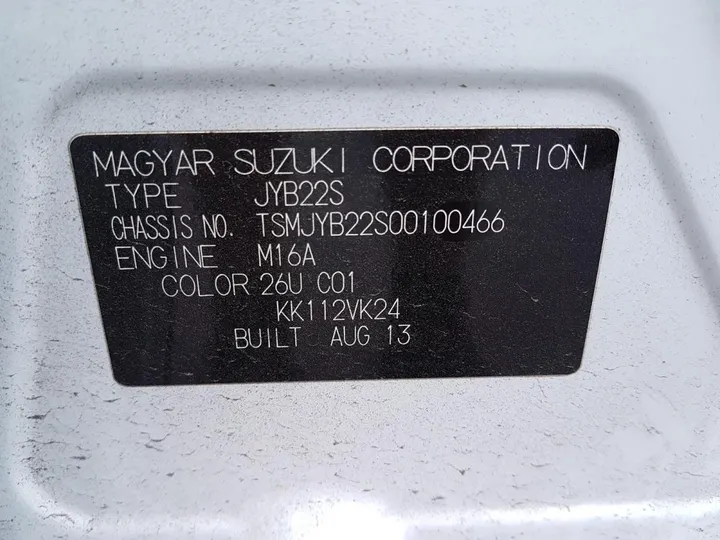 MAGYAR SUZUKI CORPORATION
TYPE JYB22S
CHASSIS NO. TSMJYB22S00100466
ENGINE M16A
COLOR 26U C01
KK112VK24
BUILT AUG 13